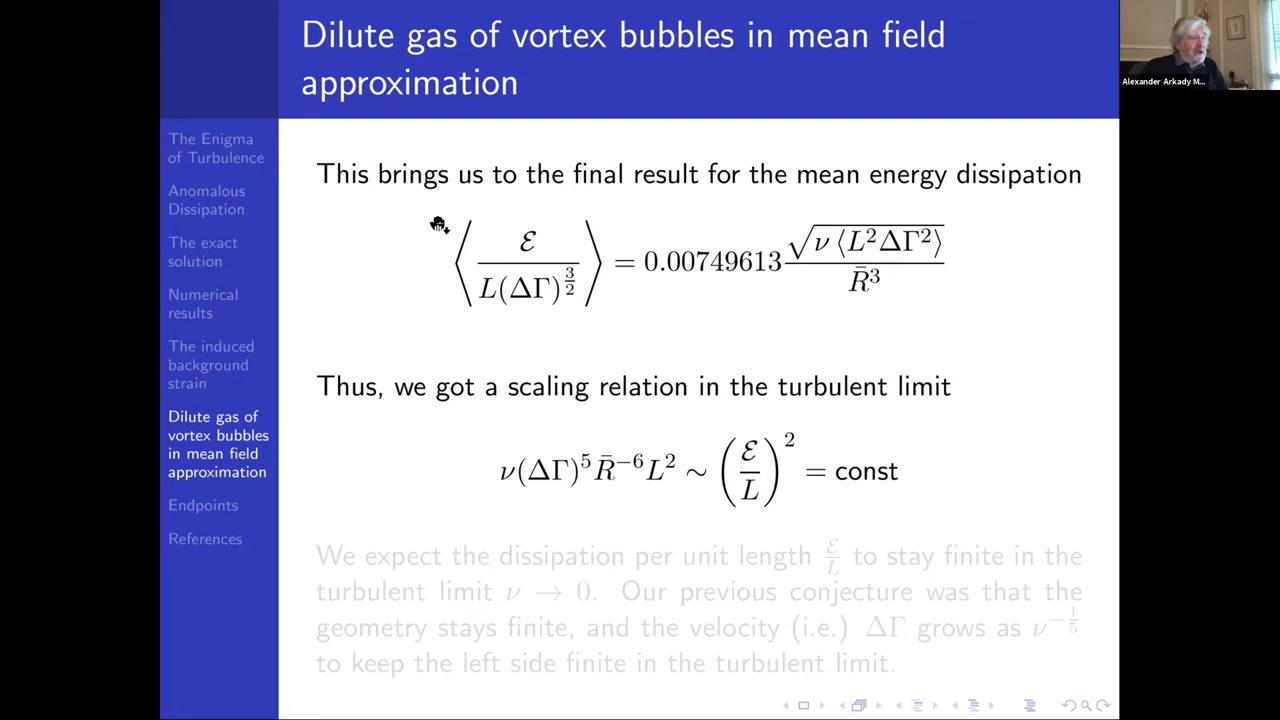 Dilute gas of vortex bubbles in mean field
approximation
Alexander Arkady M...
The Enigma
of Turbulence
Anomalous
Dissipation
The exact
solution
Numerical
results
The induced
background
strain
Dilute gas of
vortex bubbles
in mean field
approximation
Endpoints
References
This brings us to the final result for the mean energy dissipation
⟨ℰ / L(ΔΓ)^{3/2}⟩ = 0.00749613 √(ν⟨L²ΔΓ²⟩) / R̄³
Thus, we got a scaling relation in the turbulent limit
ν(ΔΓ)⁵R̄⁻⁶L² ∼ (ℰ/L)² = const
We expect the dissipation per unit length ℰ/L to stay finite in the
turbulent limit ν → 0. Our previous conjecture was that the
geometry stays finite, and the velocity (i.e.) ΔΓ grows as ν^{-1/5}
to keep the left side finite in the turbulent limit.